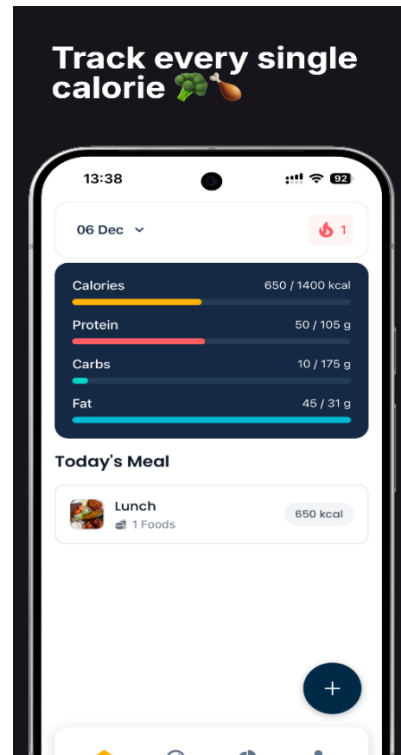 Track every single
calorie 🥦🍗
13:38
92
06 Dec
1
Calories 650 / 1400 kcal
Protein 50 / 105 g
Carbs 10 / 175 g
Fat 45 / 31 g
Today's Meal
Lunch
1 Foods
650 kcal
+